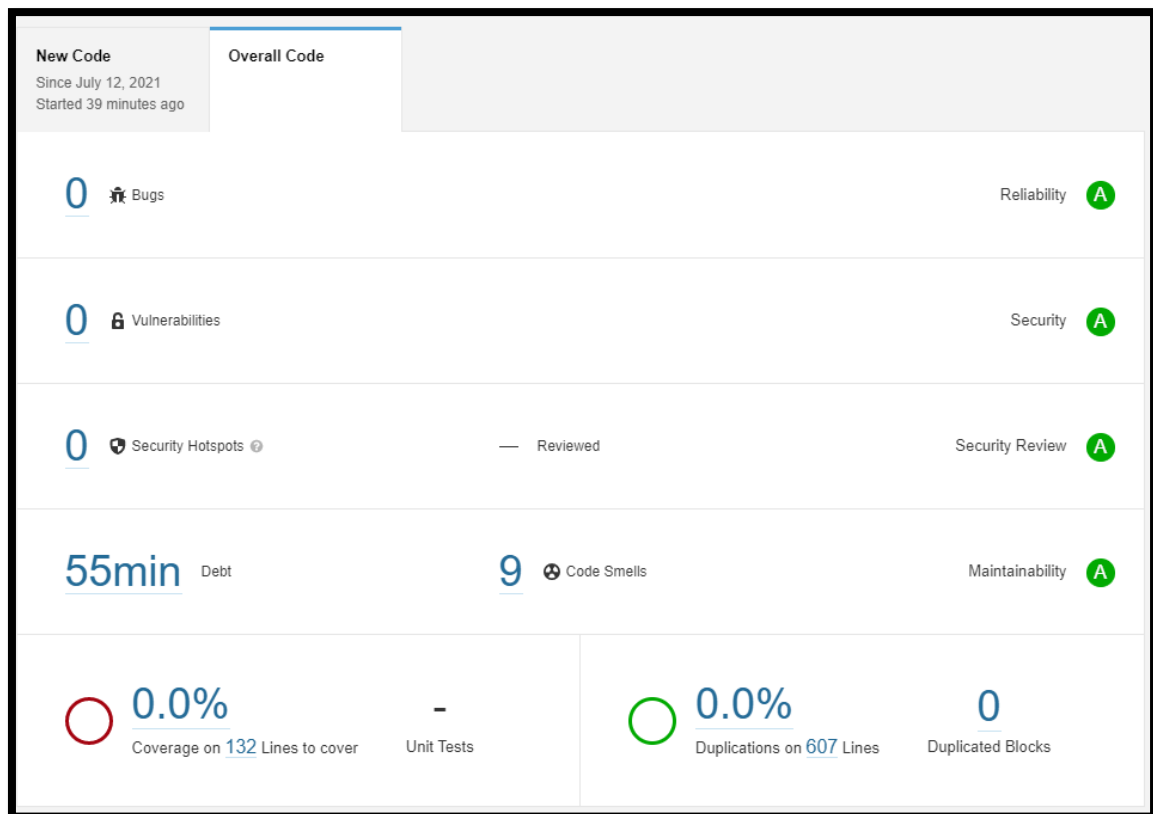 New Code
Since July 12, 2021
Started 39 minutes ago
Overall Code
0 Bugs
Reliability A
0 Vulnerabilities
Security A
0 Security Hotspots ?
— Reviewed
Security Review A
55min Debt
9 Code Smells
Maintainability A
0.0%
Coverage on 132 Lines to cover
-
Unit Tests
0.0%
Duplications on 607 Lines
0
Duplicated Blocks